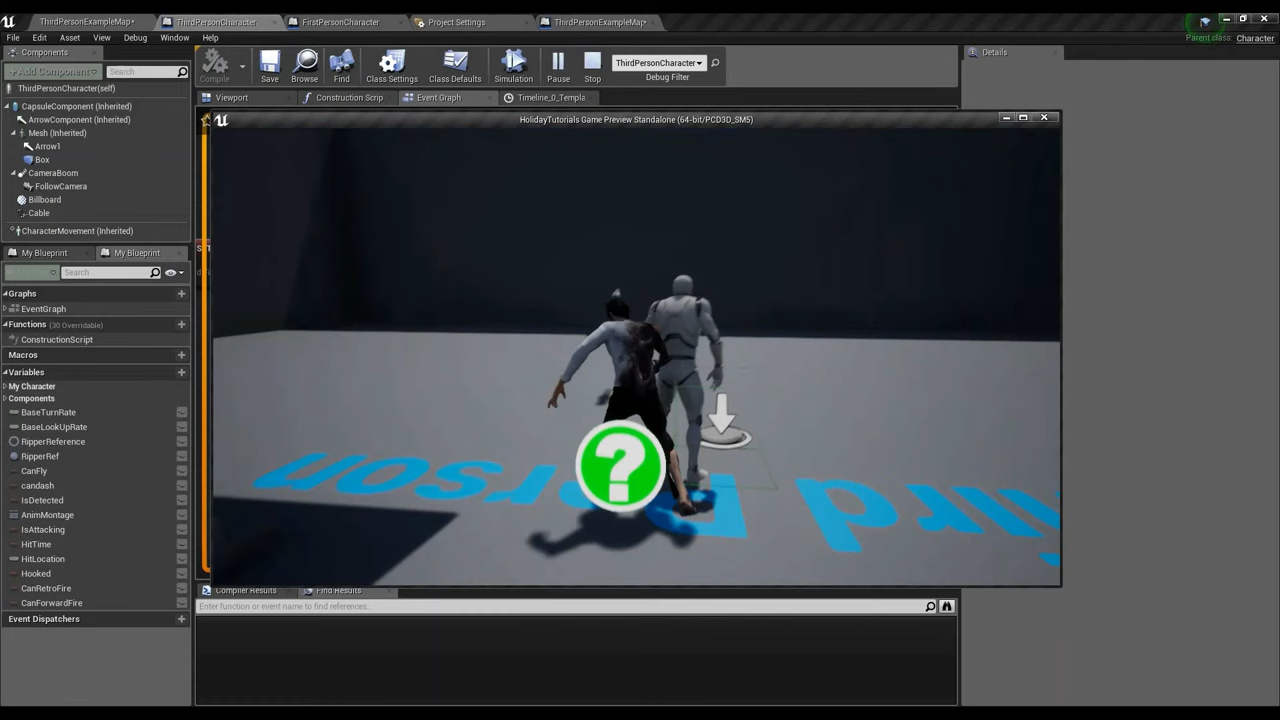 ThirdPersonExampleMap*
ThirdPersonCharacter
FirstPersonCharacter
Project Settings
ThirdPersonExampleMap*
File Edit Asset View Debug Window Help
Parent class: Character
Components
+Add Component
Search
ThirdPersonCharacter(self)
CapsuleComponent (Inherited)
ArrowComponent (Inherited)
Mesh (Inherited)
Arrow1
Box
CameraBoom
FollowCamera
Billboard
Cable
CharacterMovement (Inherited)
My Blueprint
My Blueprint
Search
Graphs
EventGraph
Functions (30 Overridable)
ConstructionScript
Macros
Variables
My Character
Components
BaseTurnRate
BaseLookUpRate
RipperReference
RipperRef
CanFly
candash
IsDetected
AnimMontage
IsAttacking
HitTime
HitLocation
Hooked
CanRetroFire
CanForwardFire
Event Dispatchers
Compile
Save
Browse
Find
Class Settings
Class Defaults
Simulation
Pause
Stop
ThirdPersonCharacter
Debug Filter
Viewport
Construction Scrip
Event Graph
Timeline_0_Templa
HolidayTutorials Game Preview Standalone (64-bit/PCD3D_SM5)
?
Compiler Results
Find Results
Enter function or event name to find references...
Details